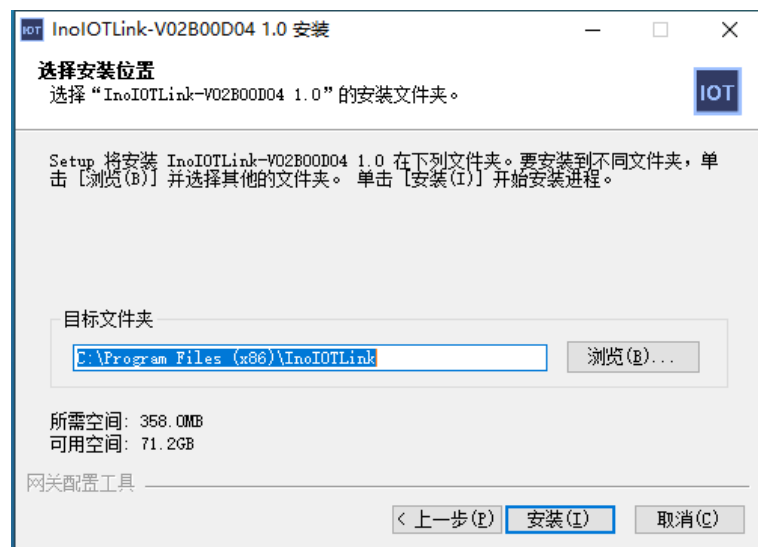 IOT InoIOTLink-V02B00D04 1.0 安装
选择安装位置
选择“InoIOTLink-V02B00D04 1.0”的安装文件夹。
IOT
Setup 将安装 InoIOTLink-V02B00D04 1.0 在下列文件夹。要安装到不同文件夹，单
击 [浏览(B)] 并选择其他的文件夹。 单击 [安装(I)] 开始安装进程。
目标文件夹
C:\Program Files (x86)\InoIOTLink
浏览(B)...
所需空间: 358.0MB
可用空间: 71.2GB
网关配置工具
< 上一步(P) 安装(I) 取消(C)